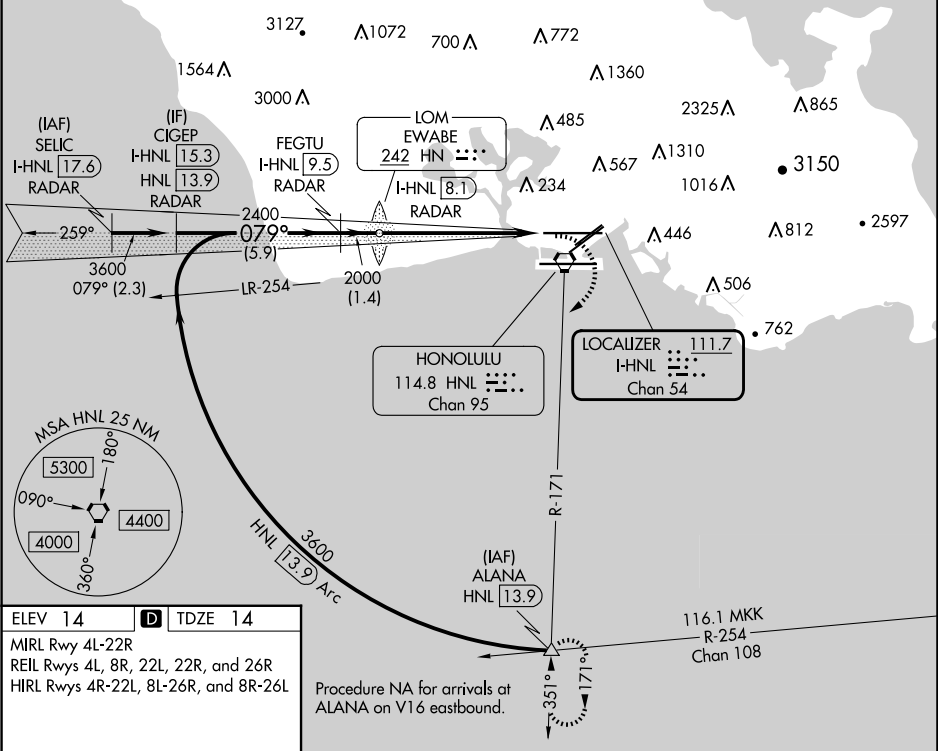 3127
1072
700
772
1564
1360
3000
2325
865
(IAF)
SELIC
I-HNL 17.6
RADAR
(IF)
CIGEP
I-HNL 15.3
HNL 13.9
RADAR
FEGTU
I-HNL 9.5
RADAR
LOM
EWABE
242 HN
I-HNL 8.1
RADAR
485
567
1310
3150
234
1016
2400
259°
079°
(5.9)
446
812
2597
3600
079° (2.3)
LR-254
2000
(1.4)
506
762
HONOLULU
114.8 HNL
Chan 95
LOCALIZER 111.7
I-HNL
Chan 54
MSA HNL 25 NM
5300
180°
090°
4400
4000
360°
R-171
3600
HNL 13.9 Arc
(IAF)
ALANA
HNL 13.9
116.1 MKK
R-254
Chan 108
351°
171°
Procedure NA for arrivals at
ALANA on V16 eastbound.
ELEV 14 D TDZE 14
MIRL Rwy 4L-22R
REIL Rwys 4L, 8R, 22L, 22R, and 26R
HIRL Rwys 4R-22L, 8L-26R, and 8R-26L